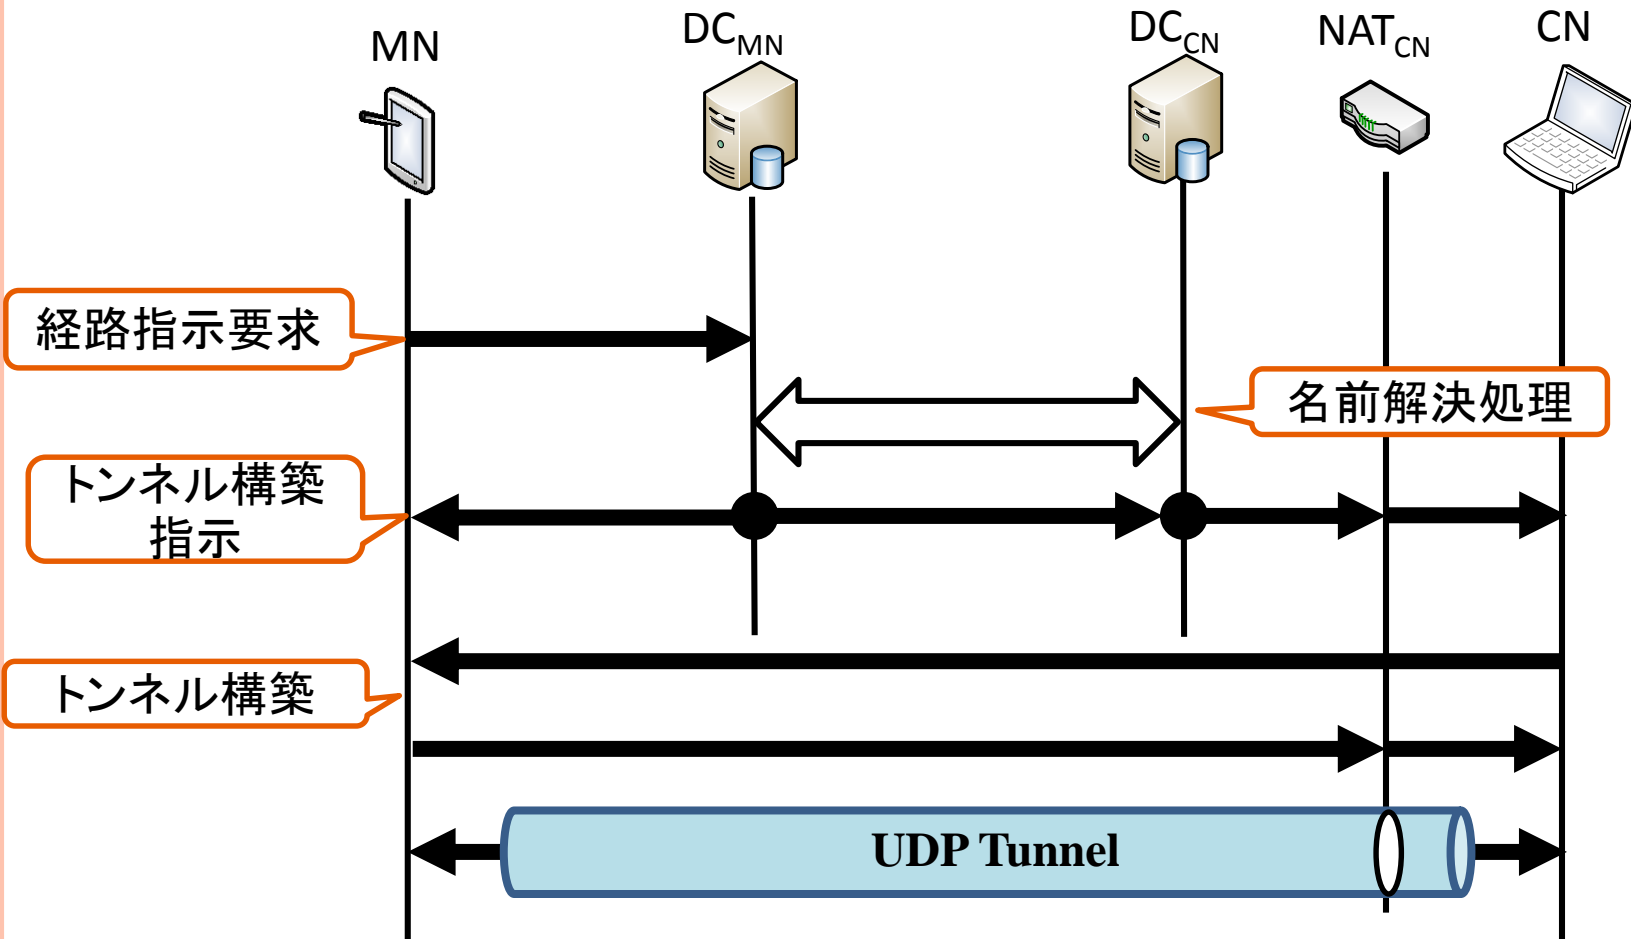 MN
DCMN
DCCN
NATCN
CN
経路指示要求
名前解決処理
トンネル構築
指示
トンネル構築
UDP Tunnel